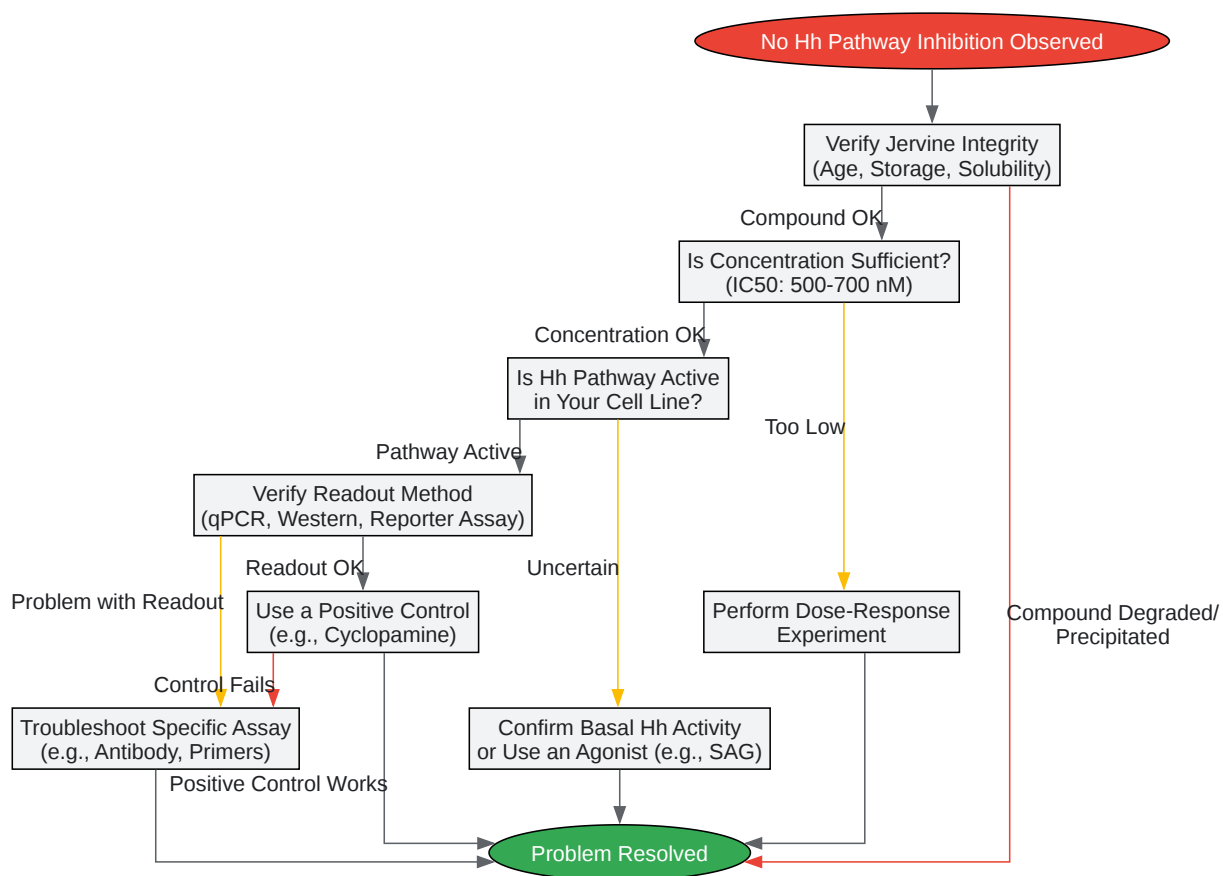 No Hh Pathway Inhibition Observed
Verify Jervine Integrity
(Age, Storage, Solubility)
Compound OK
Is Concentration Sufficient?
(IC50: 500-700 nM)
Concentration OK
Is Hh Pathway Active
in Your Cell Line?
Too Low
Pathway Active
Verify Readout Method
(qPCR, Western, Reporter Assay)
Readout OK
Uncertain
Problem with Readout
Use a Positive Control
(e.g., Cyclopamine)
Perform Dose-Response
Experiment
Compound Degraded/
Precipitated
Control Fails
Troubleshoot Specific Assay
(e.g., Antibody, Primers)
Confirm Basal Hh Activity
or Use an Agonist (e.g., SAG)
Positive Control Works
Problem Resolved